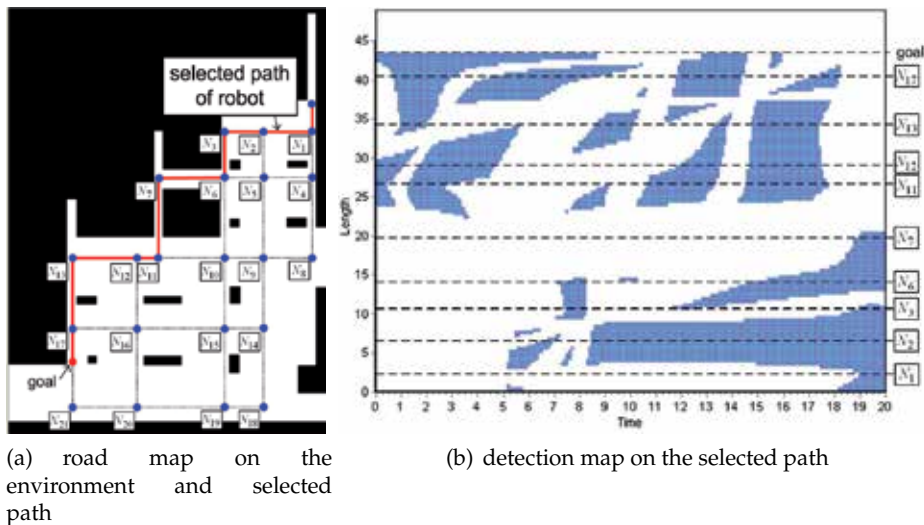 selected path
of robot
N3
N2
N1
N7
N6
N5
N4
N13
N12
N11
N10
N9
N8
N17
N16
N15
N14
goal
N21
N20
N19
N18
(a) road map on the
environment and selected
path
45
40
35
30
25
20
15
10
5
0
Length
0 1 2 3 4 5 6 7 8 9 10 11 12 13 14 15 16 17 18 19 20
Time
goal
N17
N13
N12
N11
N7
N6
N3
N2
N1
(b) detection map on the selected path